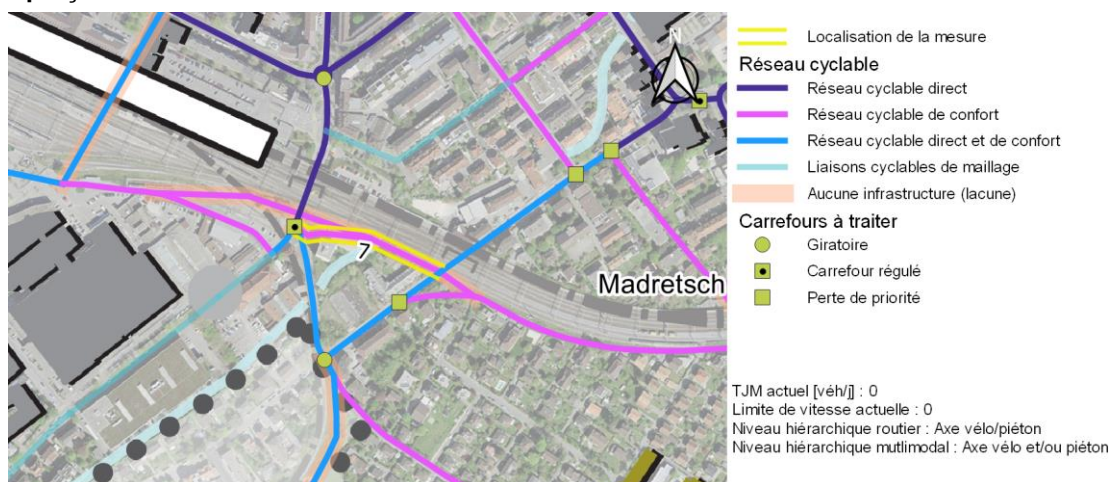 N
7
Madretsch
Localisation de la mesure
Réseau cyclable
Réseau cyclable direct
Réseau cyclable de confort
Réseau cyclable direct et de confort
Liaisons cyclables de maillage
Aucune infrastructure (lacune)
Carrefours à traiter
Giratoire
Carrefour régulé
Perte de priorité
TJM actuel [véh/j] : 0
Limite de vitesse actuelle : 0
Niveau hiérarchique routier : Axe vélo/piéton
Niveau hiérarchique mutlimodal : Axe vélo et/ou piéton